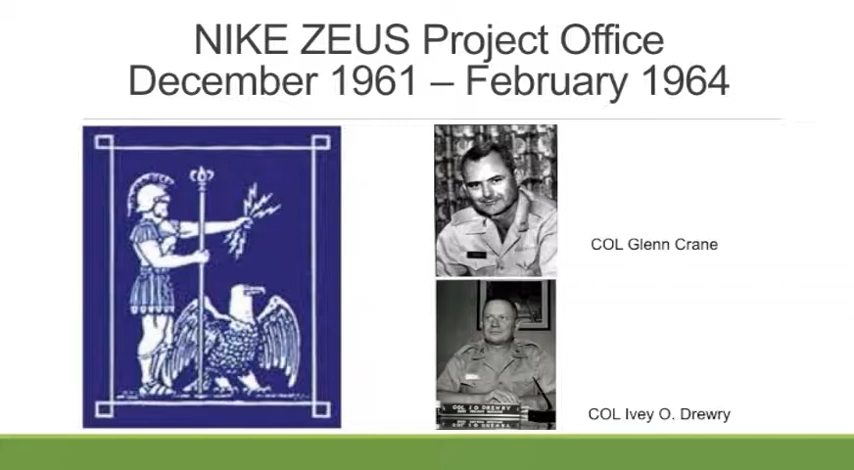 NIKE ZEUS Project Office
December 1961 – February 1964
COL Glenn Crane
COL I O DREWRY
COL Ivey O. Drewry